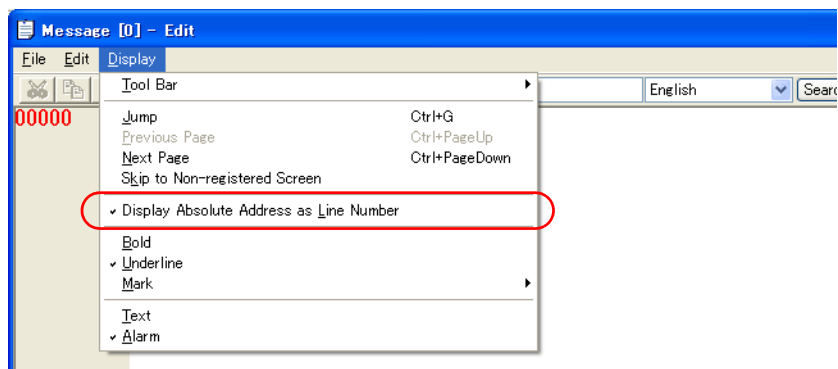 Message [0] - Edit
File Edit Display
Tool Bar
English
Searc
00000
Jump Ctrl+G
Previous Page Ctrl+PageUp
Next Page Ctrl+PageDown
Skip to Non-registered Screen
Display Absolute Address as Line Number
Bold
Underline
Mark
Text
Alarm